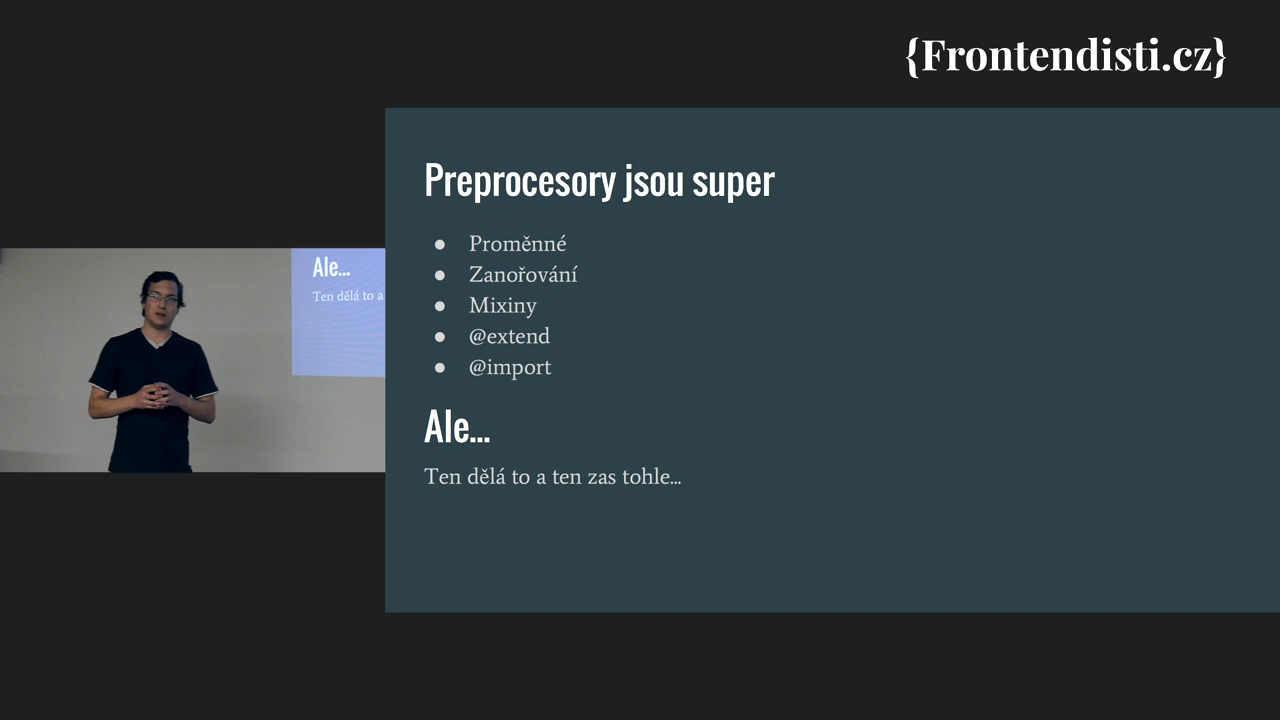 {Frontendisti.cz}
Preprocesory jsou super
● Proměnné
● Zanořování
● Mixiny
● @extend
● @import
Ale...
Ten dělá to a ten zas tohle...
Ale...
Ten dělá to a